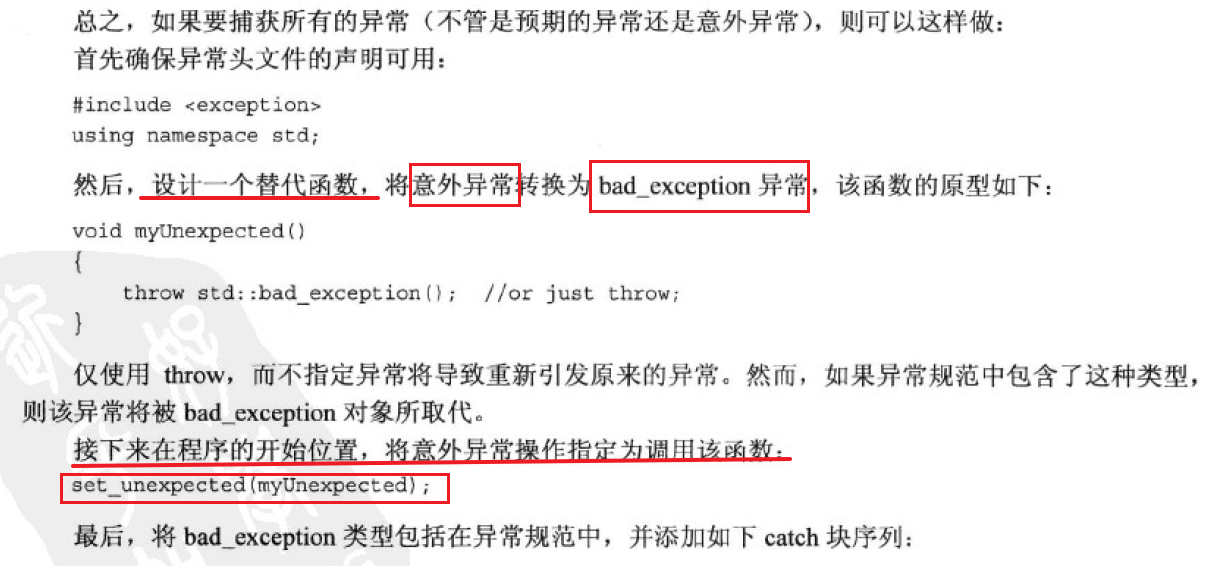 总之，如果要捕获所有的异常（不管是预期的异常还是意外异常），则可以这样做：
首先确保异常头文件的声明可用：
#include <exception>
using namespace std;
然后，设计一个替代函数，将意外异常转换为 bad_exception 异常，该函数的原型如下：
void myUnexpected()
{
    throw std::bad_exception();  //or just throw;
}
仅使用 throw，而不指定异常将导致重新引发原来的异常。然而，如果异常规范中包含了这种类型，
则该异常将被 bad_exception 对象所取代。
接下来在程序的开始位置，将意外异常操作指定为调用该函数：
set_unexpected(myUnexpected);
最后，将 bad_exception 类型包括在异常规范中，并添加如下 catch 块序列：